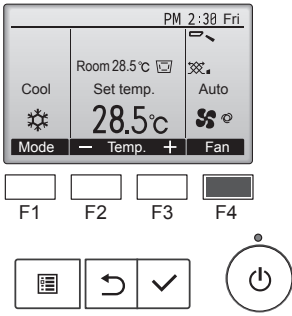 PM 2:30 Fri
Room 28.5°C
Cool Set temp. Auto
28.5°C
Mode − Temp. + Fan
F1 F2 F3 F4